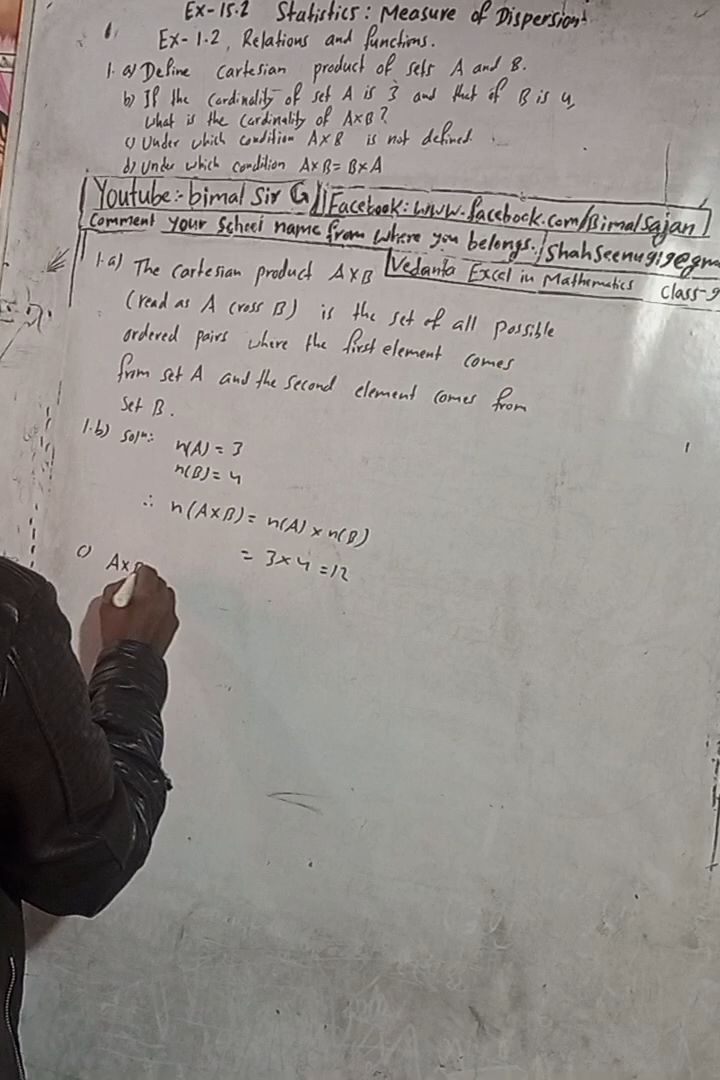 Ex-15.2 Statistics: Measure of Dispersion
Ex-1.2, Relations and functions.
1. a) Define Cartesian product of sets A and B.
b) If the Cardinality of set A is 3 and that of B is 4,
what is the Cardinality of A×B?
c) Under which condition A×B is not defined.
d) Under which condition A×B = B×A
Youtube:- bimal Sir G || Facebook: www.facebook.com/Bimalsajan
Comment your School name from where you belongs. /
Vedanta Excel in Mathematics Class-9
1.a) The Cartesian product A×B
(read as A cross B) is the set of all possible
ordered pairs where the first element comes
from set A and the second element comes from
Set B.
1.b) Solⁿ: n(A) = 3
n(B) = 4
∴ n(A×B) = n(A) × n(B)
= 3×4 = 12
c) A×